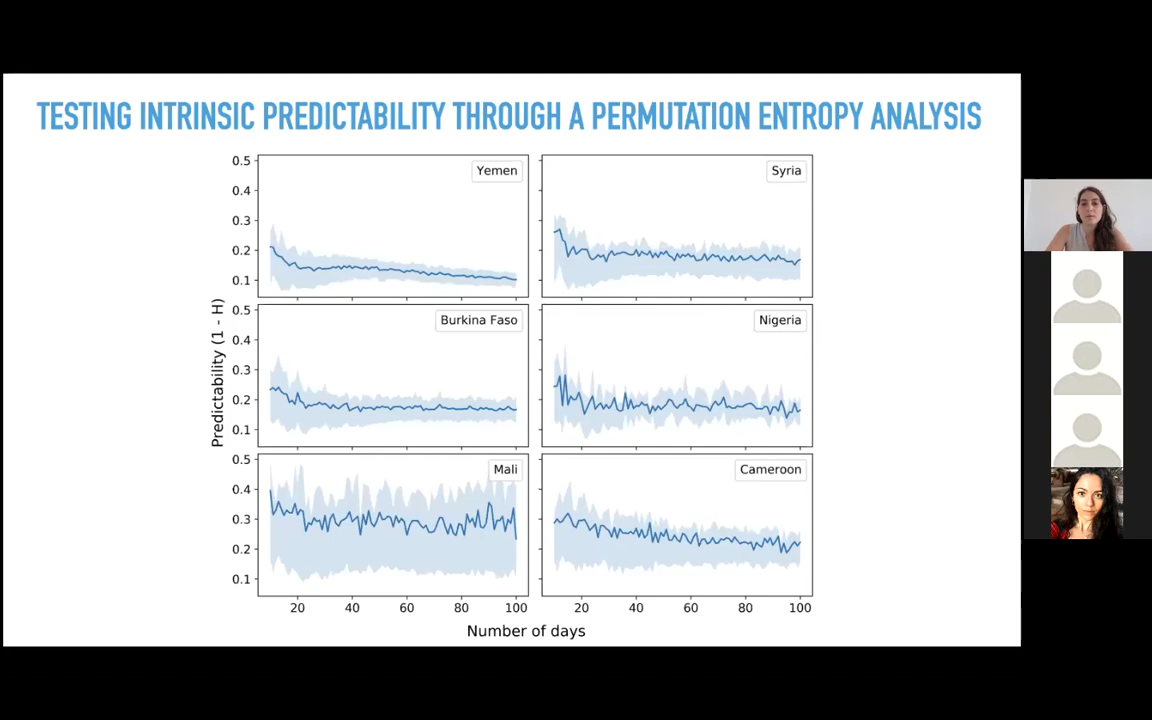 TESTING INTRINSIC PREDICTABILITY THROUGH A PERMUTATION ENTROPY ANALYSIS
0.5
0.4
0.3
0.2
0.1
Yemen
Syria
0.5
0.4
0.3
0.2
0.1
Burkina Faso
Nigeria
0.5
0.4
0.3
0.2
0.1
Mali
Cameroon
Predictability (1 - H)
20 40 60 80 100
20 40 60 80 100
Number of days